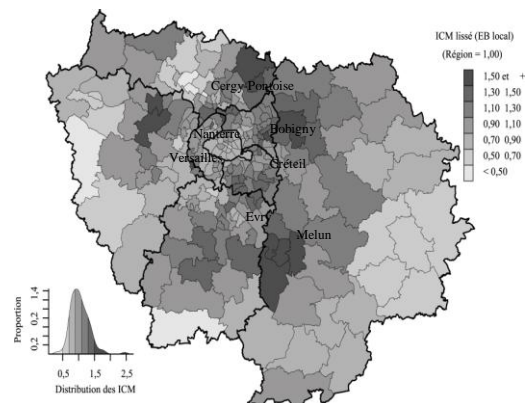 ICM lissé (EB local)
(Région = 1,00)
1,50 et +
1,30 1,50
1,10 1,30
0,90 1,10
0,70 0,90
0,50 0,70
< 0,50
Cergy-Pontoise
Nanterre
Bobigny
Versailles
Créteil
Evry
Melun
Proportion
1,4
0,2
0,2
0,5 1,5 2,5
Distribution des ICM